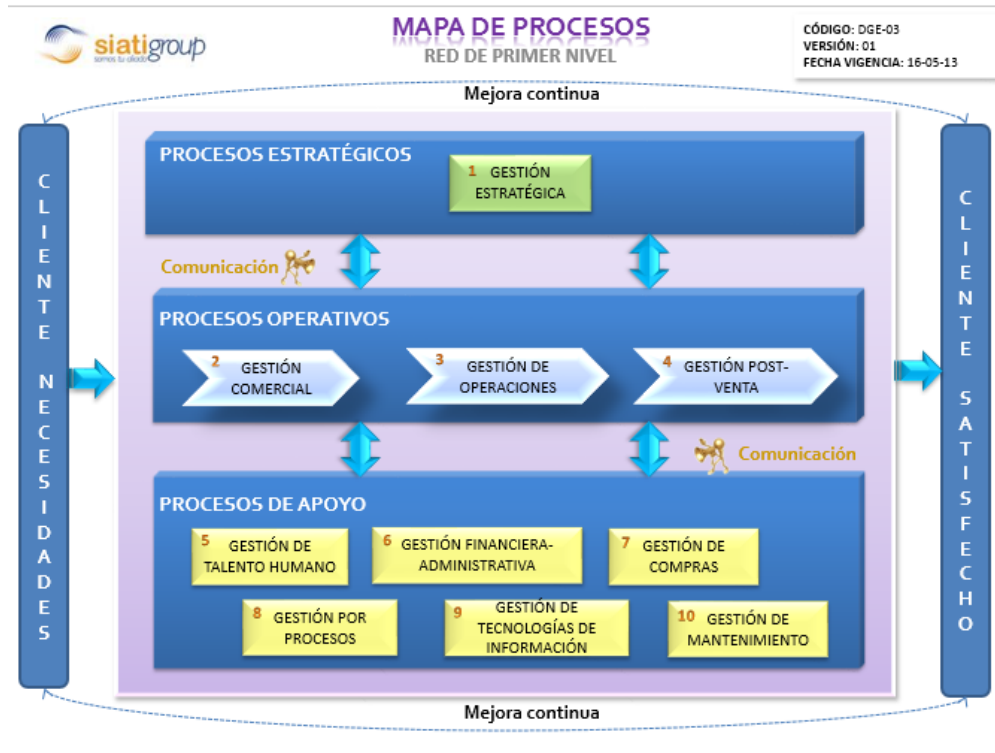 siatigroup
somos tu aliado
MAPA DE PROCESOS
RED DE PRIMER NIVEL
CÓDIGO: DGE-03
VERSIÓN: 01
FECHA VIGENCIA: 16-05-13
Mejora continua
CLIENTE NECESIDADES
PROCESOS ESTRATÉGICOS
1 GESTIÓN
ESTRATÉGICA
Comunicación
PROCESOS OPERATIVOS
2 GESTIÓN
COMERCIAL
3 GESTIÓN DE
OPERACIONES
4 GESTIÓN POST-
VENTA
Comunicación
PROCESOS DE APOYO
5 GESTIÓN DE
TALENTO HUMANO
6 GESTIÓN FINANCIERA-
ADMINISTRATIVA
7 GESTIÓN DE
COMPRAS
8 GESTIÓN POR
PROCESOS
9 GESTIÓN DE
TECNOLOGÍAS DE
INFORMACIÓN
10 GESTIÓN DE
MANTENIMIENTO
CLIENTE SATISFECHO
Mejora continua